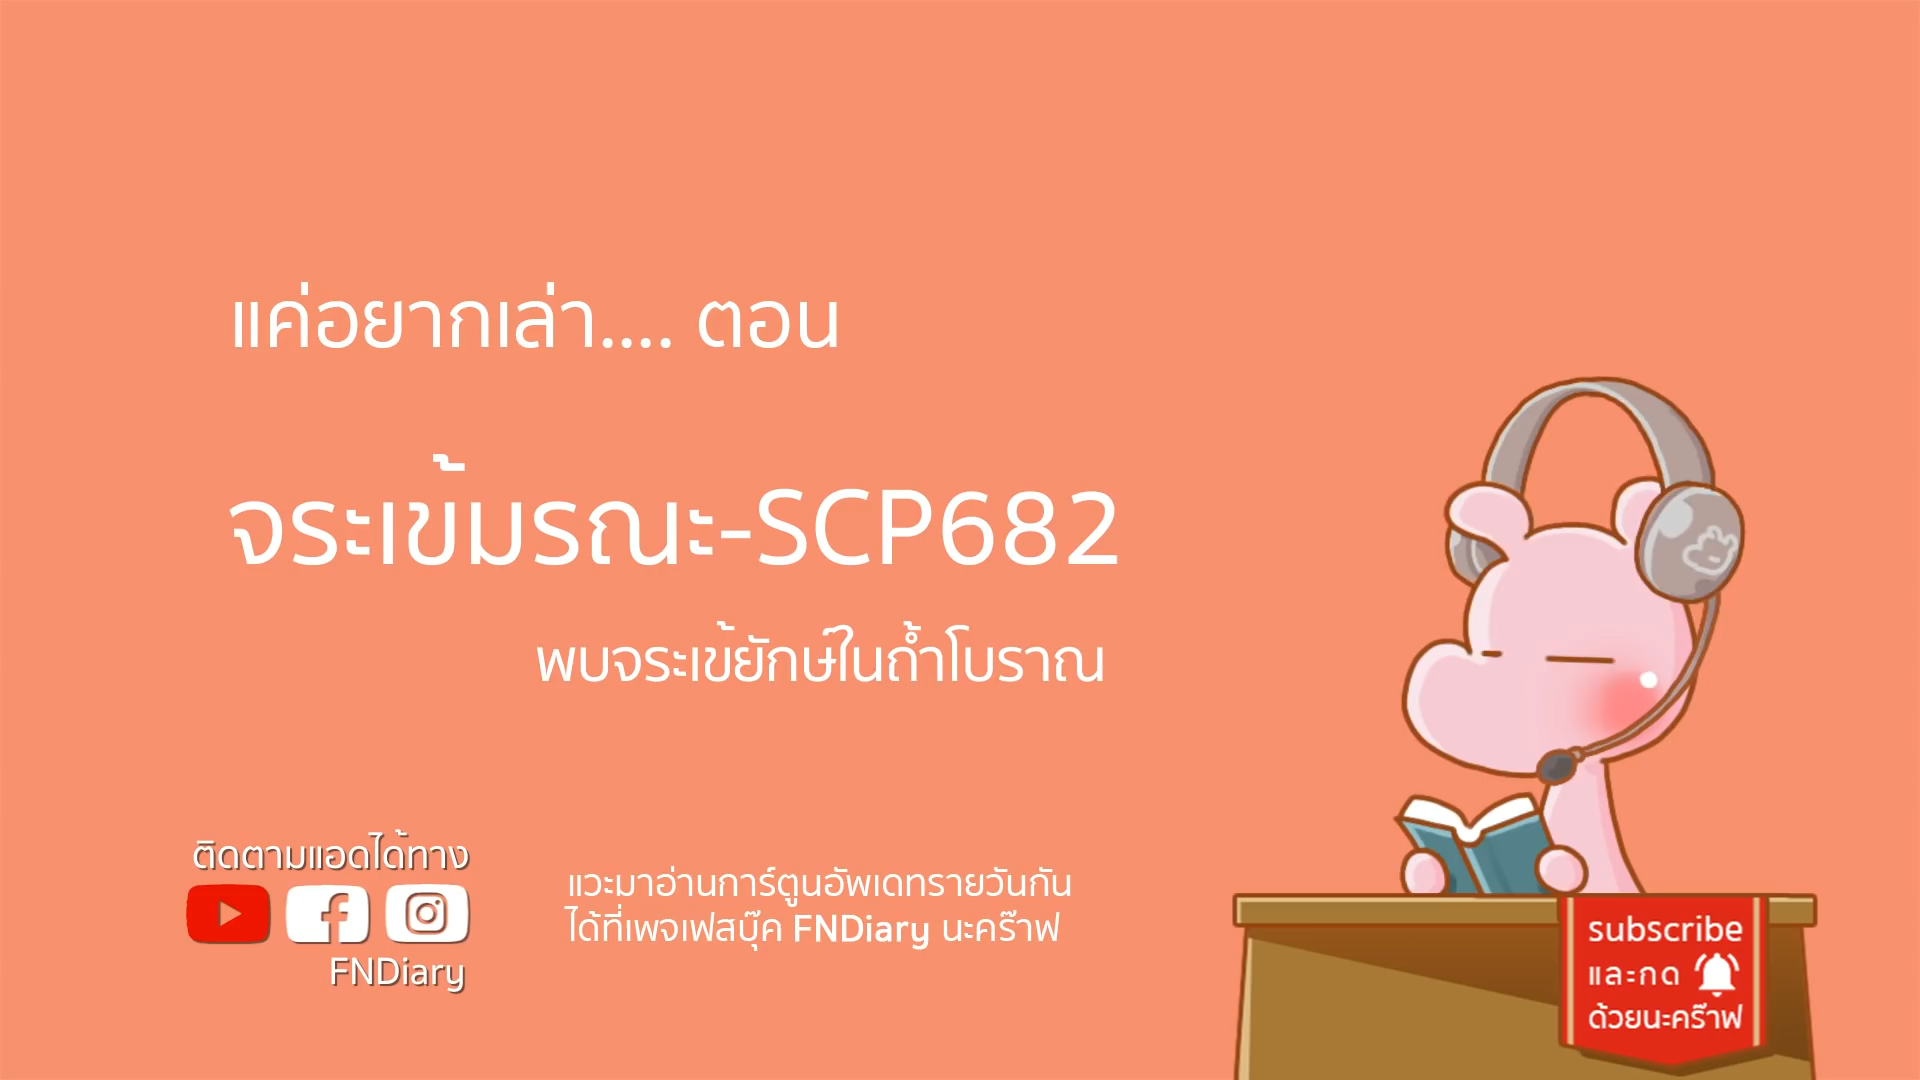 แค่อยากเล่า.... ตอน
จระเข้มรณะ-SCP682
พบจระเข้ยักษ์ในถ้ำโบราณ
ติดตามแอดได้ทาง
FNDiary
แวะมาอ่านการ์ตูนอัพเดทรายวันกัน
ได้ที่เพจเฟสบุ๊ค FNDiary นะคร๊าฟ
subscribe
และกด
ด้วยนะคร๊าฟ